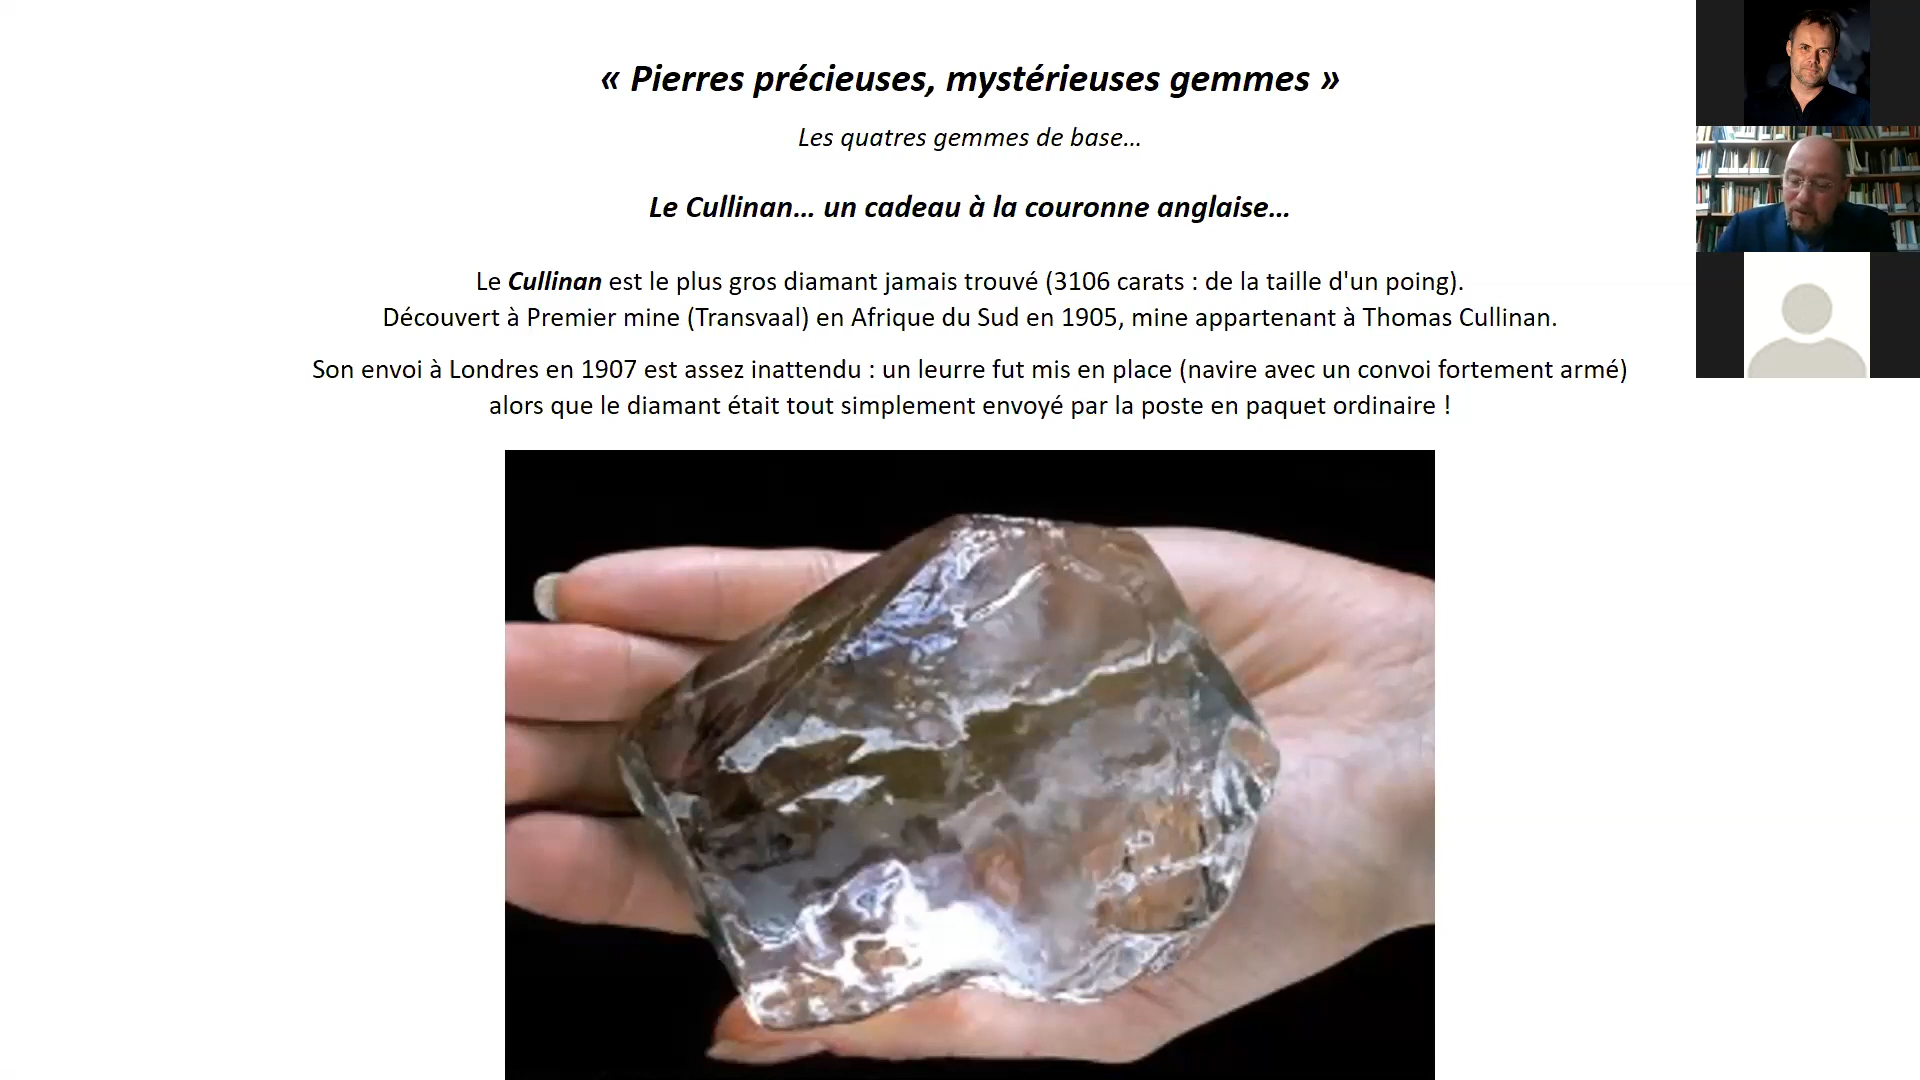 « Pierres précieuses, mystérieuses gemmes »
Les quatres gemmes de base...
Le Cullinan... un cadeau à la couronne anglaise...
Le Cullinan est le plus gros diamant jamais trouvé (3106 carats : de la taille d'un poing).
Découvert à Premier mine (Transvaal) en Afrique du Sud en 1905, mine appartenant à Thomas Cullinan.
Son envoi à Londres en 1907 est assez inattendu : un leurre fut mis en place (navire avec un convoi fortement armé)
alors que le diamant était tout simplement envoyé par la poste en paquet ordinaire !